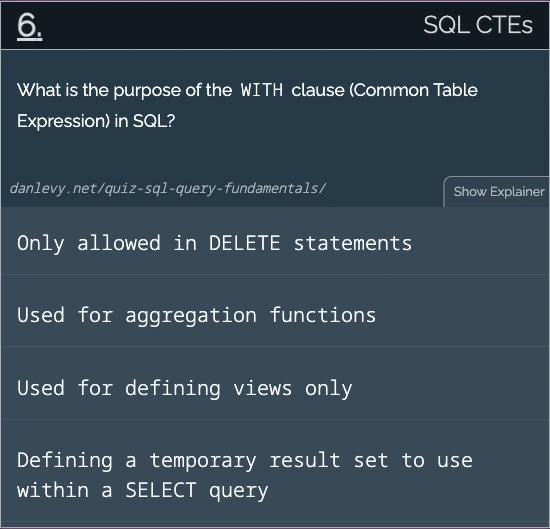 6.
SQL CTEs
What is the purpose of the WITH clause (Common Table
Expression) in SQL?
danlevy.net/quiz-sql-query-fundamentals/
Show Explainer
Only allowed in DELETE statements
Used for aggregation functions
Used for defining views only
Defining a temporary result set to use
within a SELECT query